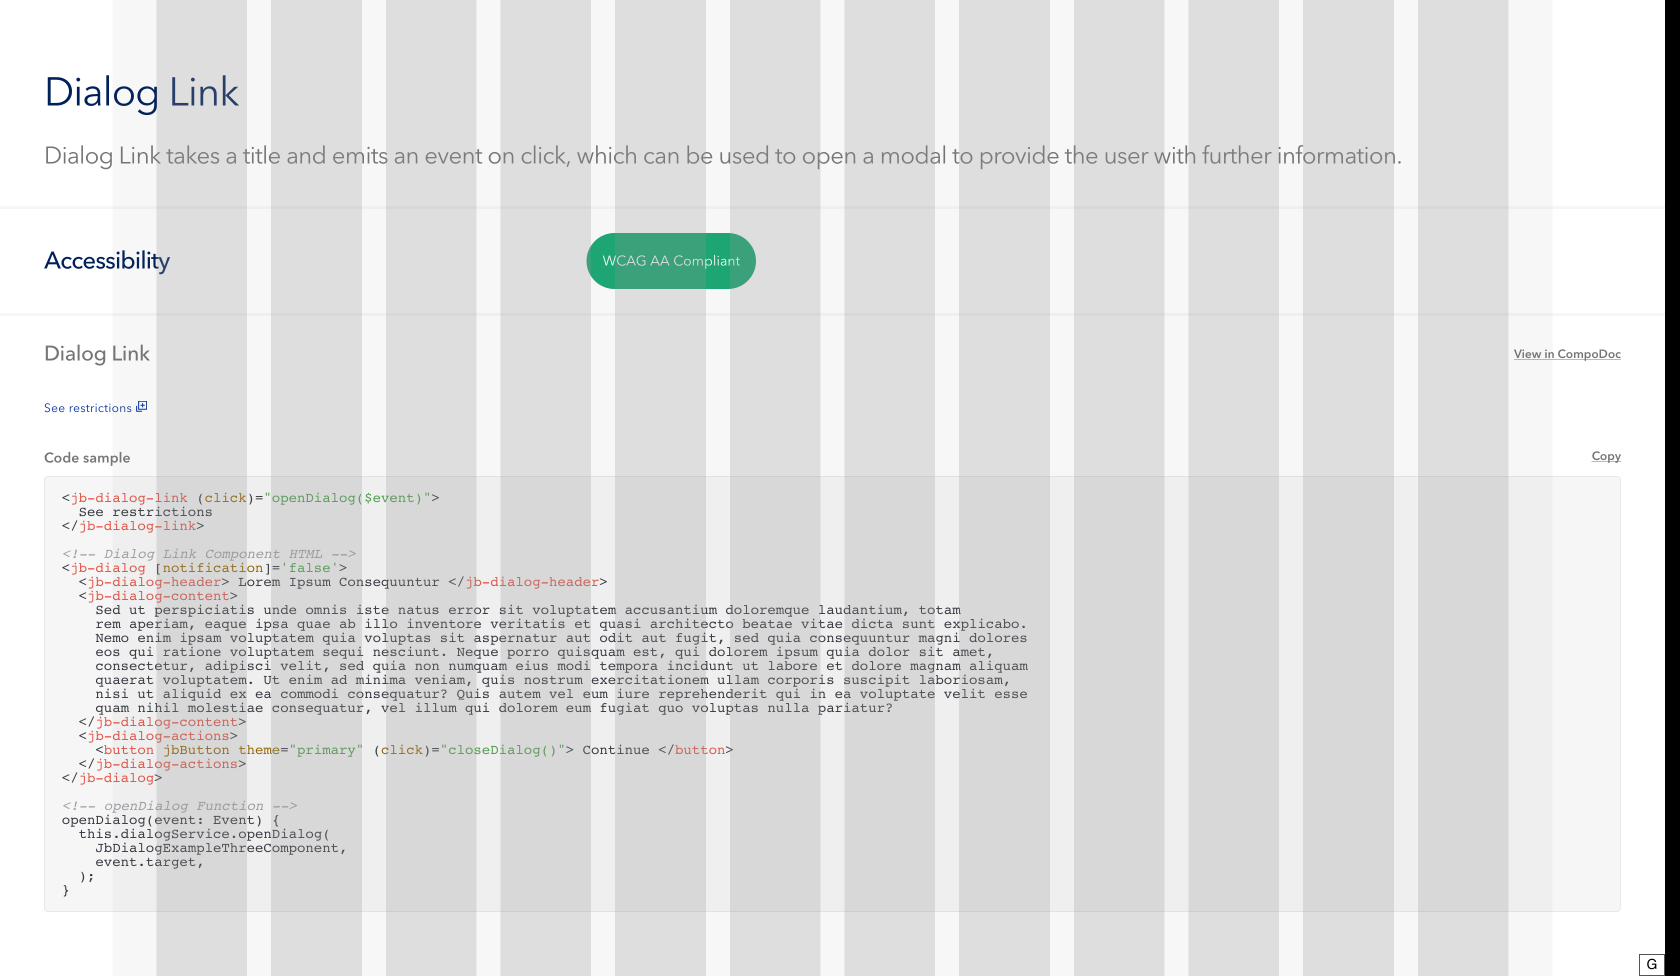 Dialog Link
Dialog Link takes a title and emits an event on click, which can be used to open a modal to provide the user with further information.
Accessibility
WCAG AA Compliant
Dialog Link
View in CompoDoc
See restrictions
Code sample
Copy
<jb-dialog-link (click)="openDialog($event)">
  See restrictions
</jb-dialog-link>
<!-- Dialog Link Component HTML -->
<jb-dialog [notification]='false'>
  <jb-dialog-header> Lorem Ipsum Consequuntur </jb-dialog-header>
  <jb-dialog-content>
    Sed ut perspiciatis unde omnis iste natus error sit voluptatem accusantium doloremque laudantium, totam
    rem aperiam, eaque ipsa quae ab illo inventore veritatis et quasi architecto beatae vitae dicta sunt explicabo.
    Nemo enim ipsam voluptatem quia voluptas sit aspernatur aut odit aut fugit, sed quia consequuntur magni dolores
    eos qui ratione voluptatem sequi nesciunt. Neque porro quisquam est, qui dolorem ipsum quia dolor sit amet,
    consectetur, adipisci velit, sed quia non numquam eius modi tempora incidunt ut labore et dolore magnam aliquam
    quaerat voluptatem. Ut enim ad minima veniam, quis nostrum exercitationem ullam corporis suscipit laboriosam,
    nisi ut aliquid ex ea commodi consequatur? Quis autem vel eum iure reprehenderit qui in ea voluptate velit esse
    quam nihil molestiae consequatur, vel illum qui dolorem eum fugiat quo voluptas nulla pariatur?
  </jb-dialog-content>
  <jb-dialog-actions>
    <button jbButton theme="primary" (click)="closeDialog()"> Continue </button>
  </jb-dialog-actions>
</jb-dialog>
<!-- openDialog Function -->
openDialog(event: Event) {
  this.dialogService.openDialog(
    JbDialogExampleThreeComponent,
    event.target,
  );
}
G